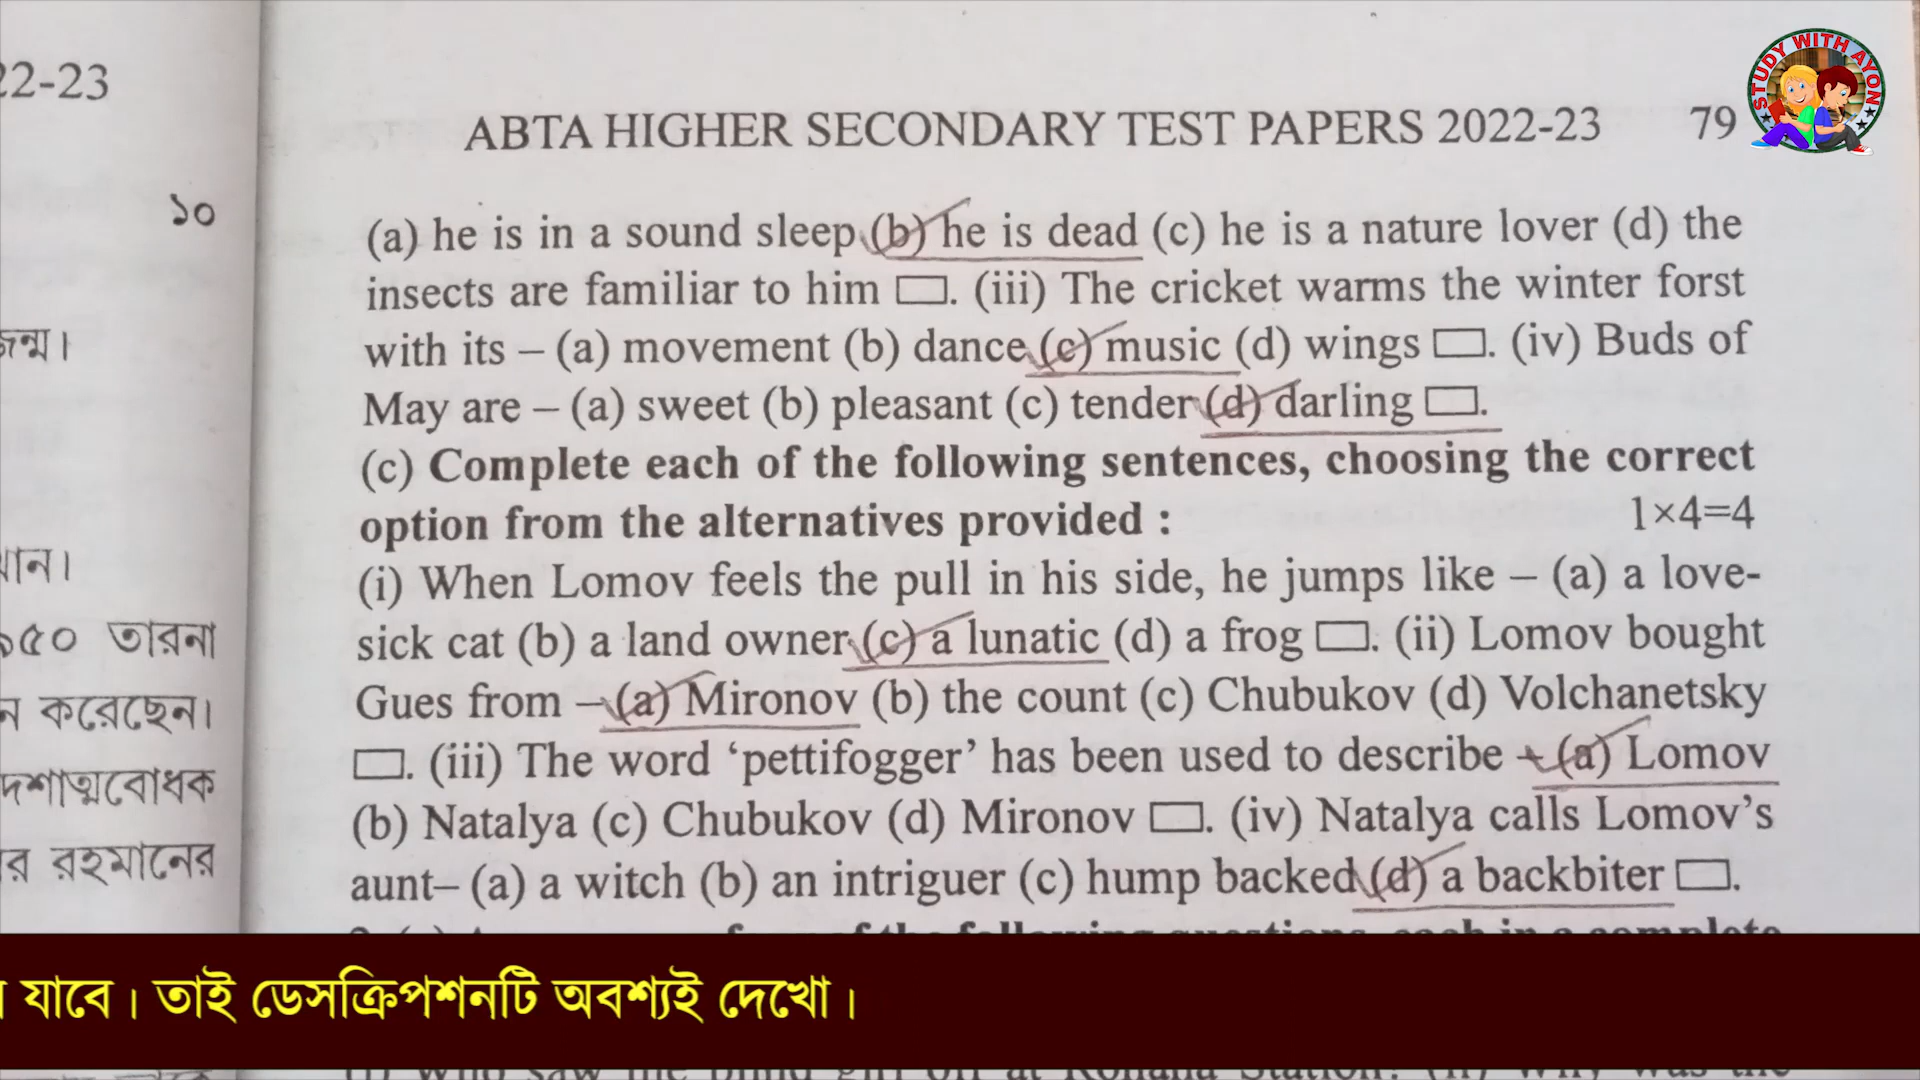 22-23
১০
জন্ম।
খান।
১৯৫০ তারনা
ন করেছেন।
দেশাত্মবোধক
রহমানের
ABTA HIGHER SECONDARY TEST PAPERS 2022-23 79
STUDY WITH AYON
(a) he is in a sound sleep (b) he is dead (c) he is a nature lover (d) the
insects are familiar to him □. (iii) The cricket warms the winter forst
with its – (a) movement (b) dance (c) music (d) wings □. (iv) Buds of
May are – (a) sweet (b) pleasant (c) tender (d) darling □.
(c) Complete each of the following sentences, choosing the correct
option from the alternatives provided : 1×4=4
(i) When Lomov feels the pull in his side, he jumps like – (a) a love-
sick cat (b) a land owner (c) a lunatic (d) a frog □. (ii) Lomov bought
Gues from – (a) Mironov (b) the count (c) Chubukov (d) Volchanetsky
□. (iii) The word ‘pettifogger’ has been used to describe – (a) Lomov
(b) Natalya (c) Chubukov (d) Mironov □. (iv) Natalya calls Lomov’s
aunt– (a) a witch (b) an intriguer (c) hump backed (d) a backbiter □.
যাবে। তাই ডেসক্রিপশনটি অবশ্যই দেখো।